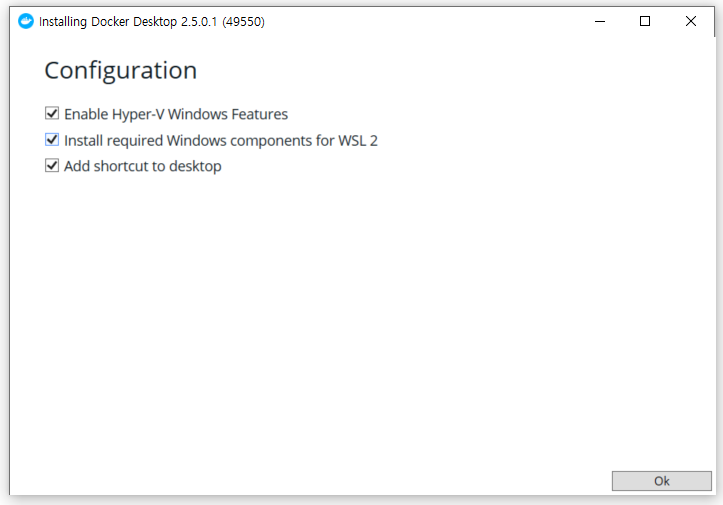 Installing Docker Desktop 2.5.0.1 (49550)
Configuration
Enable Hyper-V Windows Features
Install required Windows components for WSL 2
Add shortcut to desktop
Ok